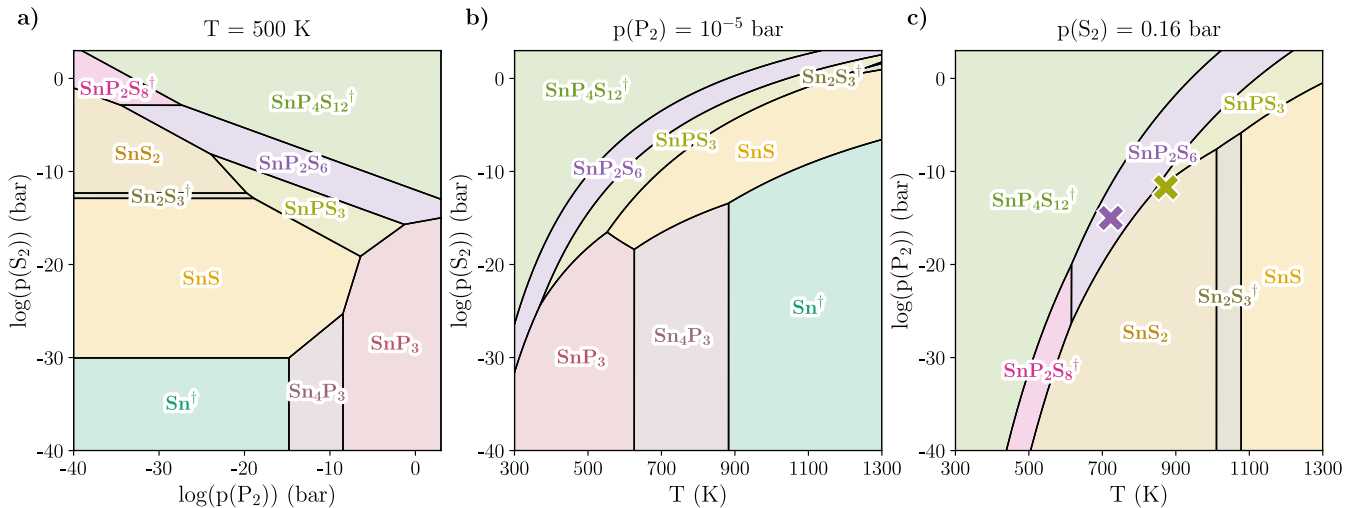 a)
T = 500 K
log(p(S₂)) (bar)
0
-10
-20
-30
-40
SnP₂S₈†
SnP₄S₁₂†
SnS₂
SnP₂S₆
Sn₂S₃†
SnPS₃
SnS
SnP₃
Sn†
Sn₄P₃
-40 -30 -20 -10 0
log(p(P₂)) (bar)
b)
p(P₂) = 10⁻⁵ bar
log(p(S₂)) (bar)
0
-10
-20
-30
-40
Sn₂S₃†
SnP₄S₁₂†
SnPS₃
SnS
SnP₂S₆
SnP₃
Sn₄P₃
Sn†
300 500 700 900 1100 1300
T (K)
c)
p(S₂) = 0.16 bar
log(p(P₂)) (bar)
0
-10
-20
-30
-40
SnPS₃
SnP₂S₆
SnP₄S₁₂†
SnS
Sn₂S₃†
SnS₂
SnP₂S₈†
300 500 700 900 1100 1300
T (K)